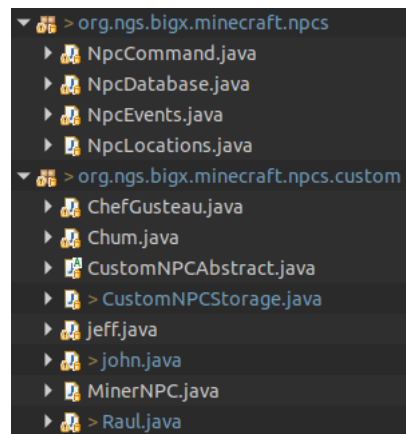 > org.ngs.bigx.minecraft.npcs
NpcCommand.java
NpcDatabase.java
NpcEvents.java
NpcLocations.java
> org.ngs.bigx.minecraft.npcs.custom
ChefGusteau.java
Chum.java
CustomNPCAbstract.java
> CustomNPCStorage.java
jeff.java
> john.java
MinerNPC.java
> Raul.java